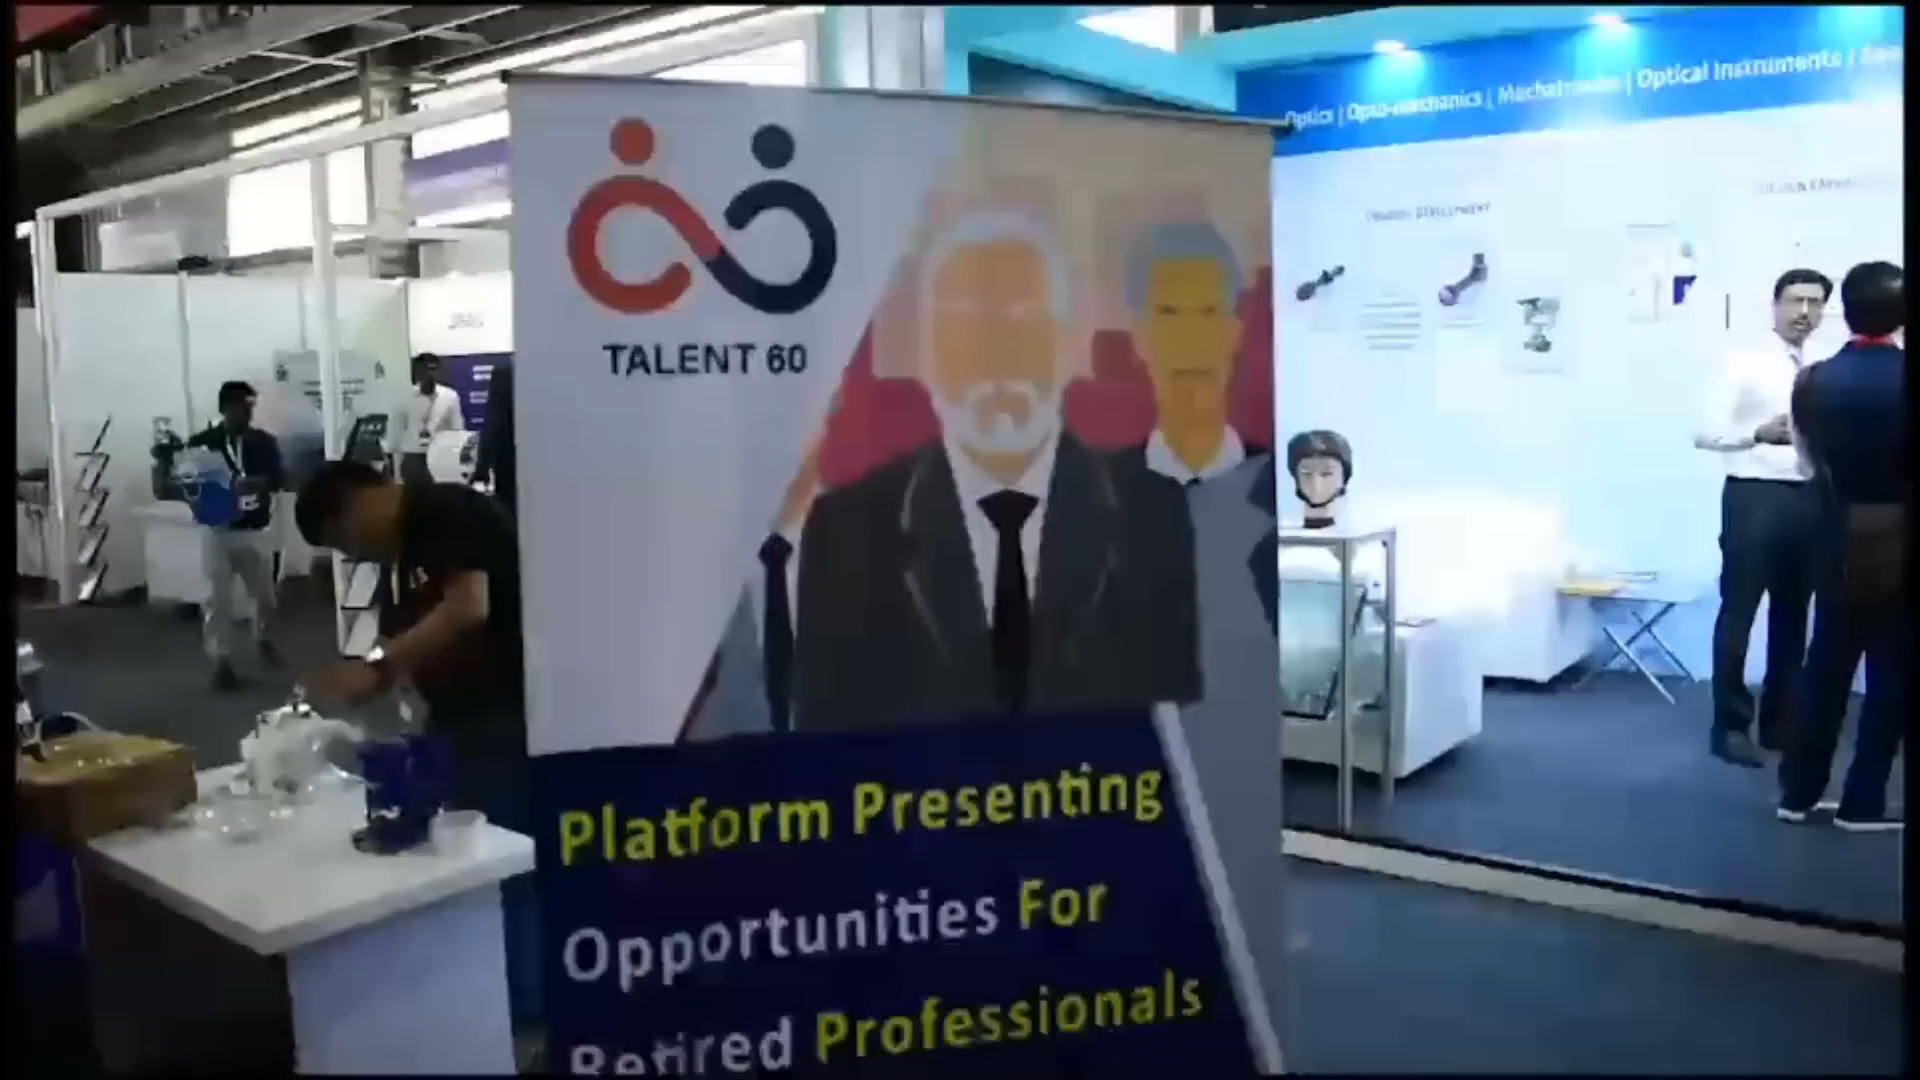 TALENT 60
Platform Presenting
Opportunities For
Retired Professionals
Optics | Opto-mechanics | Mechatronics | Optical Instruments |